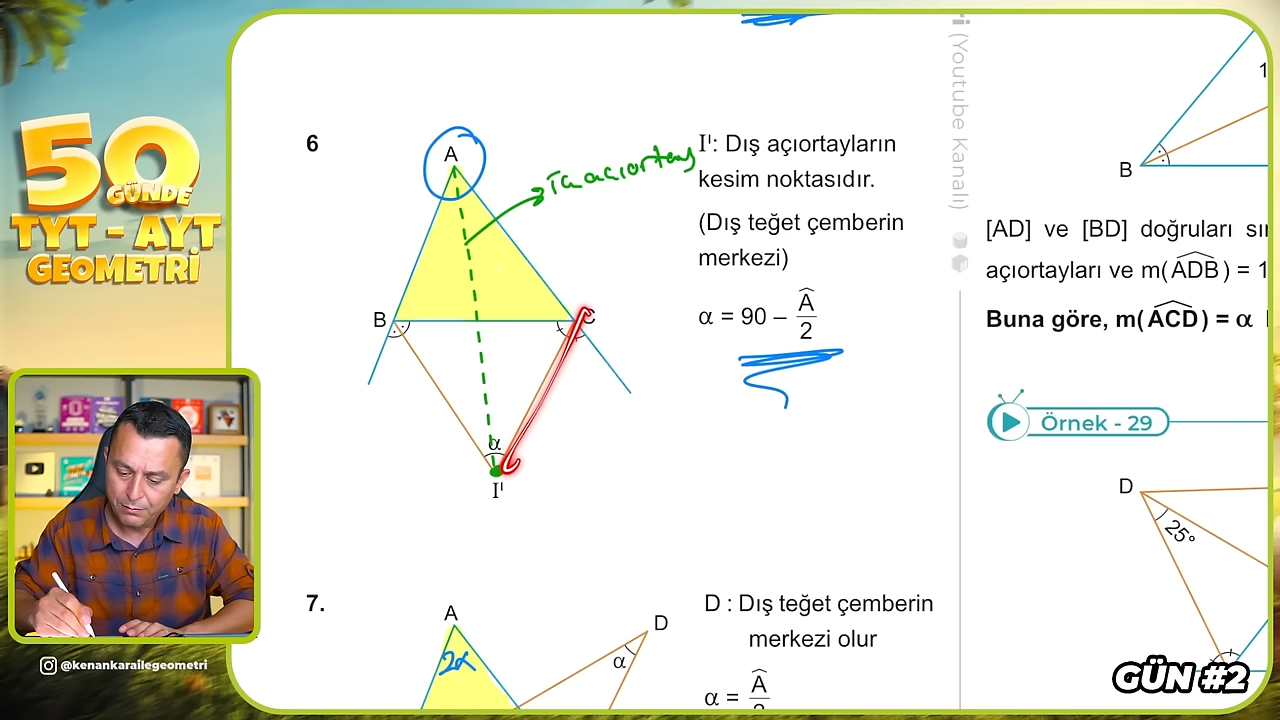 50
GÜNDE
TYT - AYT
GEOMETRİ
@kenankarailegeometri
6
A
B
C
α
I'
İç açıortay
I': Dış açıortayların
kesim noktasıdır.
(Dış teğet çemberin
merkezi)
α = 90 – Â/2
7.
A
2α
D
α
D : Dış teğet çemberin
merkezi olur
α = Â/2
(Youtube Kanalı)
B
1
[AD] ve [BD] doğruları
açıortayları ve m(ADB) = 1
Buna göre, m(ACD) = α
Örnek - 29
D
25°
GÜN #2